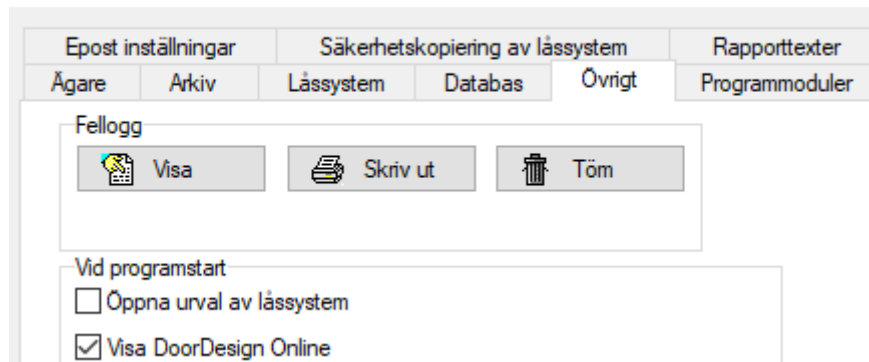 Epost inställningar Säkerhetskopiering av låssystem Rapporttexter
Ägare Arkiv Låssystem Databas Övrigt Programmoduler
Fellogg
Visa Skriv ut Töm
Vid programstart
Öppna urval av låssystem
Visa DoorDesign Online